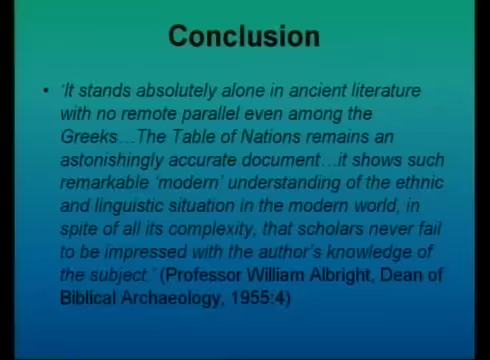 Conclusion
• 'It stands absolutely alone in ancient literature
with no remote parallel even among the
Greeks…The Table of Nations remains an
astonishingly accurate document…it shows such
remarkable 'modern' understanding of the ethnic
and linguistic situation in the modern world, in
spite of all its complexity, that scholars never fail
to be impressed with the author's knowledge of
the subject.' (Professor William Albright, Dean of
Biblical Archaeology, 1955:4)